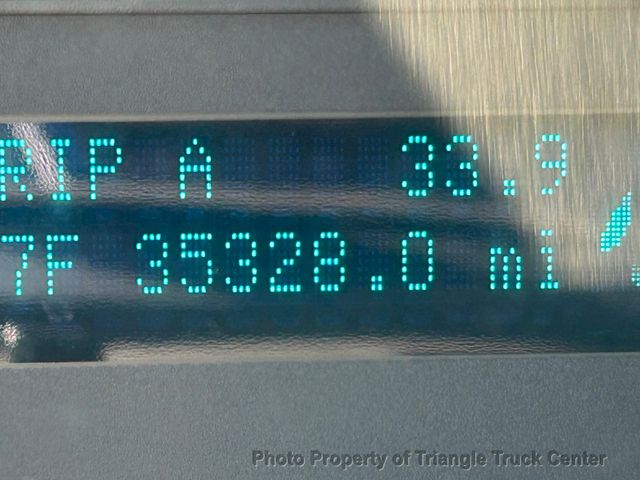 RIP A 33.9
7F 35328.0 mi
Photo Property of Triangle Truck Center